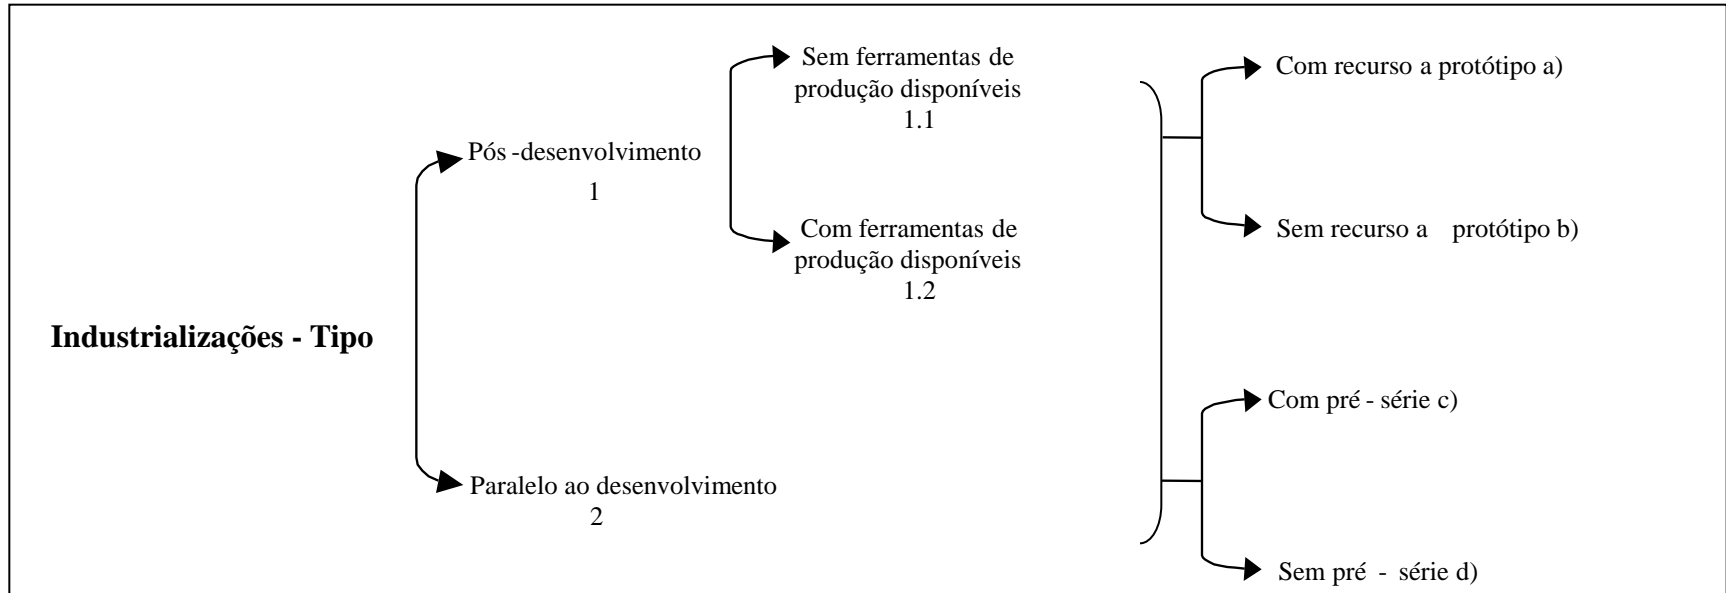 Industrializações - Tipo
Pós -desenvolvimento
1
Sem ferramentas de
produção disponíveis
1.1
Com ferramentas de
produção disponíveis
1.2
Paralelo ao desenvolvimento
2
Com recurso a protótipo a)
Sem recurso a protótipo b)
Com pré - série c)
Sem pré - série d)